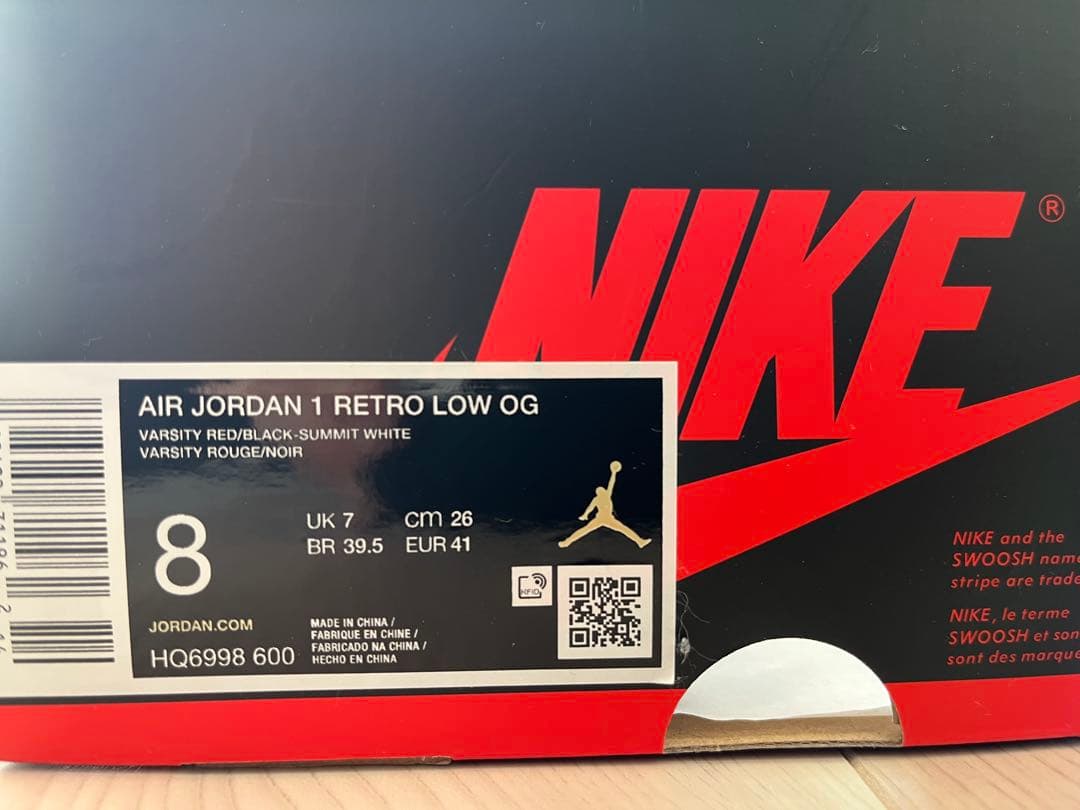 NIKE®
AIR JORDAN 1 RETRO LOW OG
VARSITY RED/BLACK-SUMMIT WHITE
VARSITY ROUGE/NOIR
8
UK 7 cm 26
BR 39.5 EUR 41
RFID
JORDAN.COM
HQ6998 600
MADE IN CHINA /
FABRIQUE EN CHINE /
FABRICADO NA CHINA /
HECHO EN CHINA
NIKE and the
SWOOSH
stripe are
NIKE, le terme
SWOOSH et
sont des